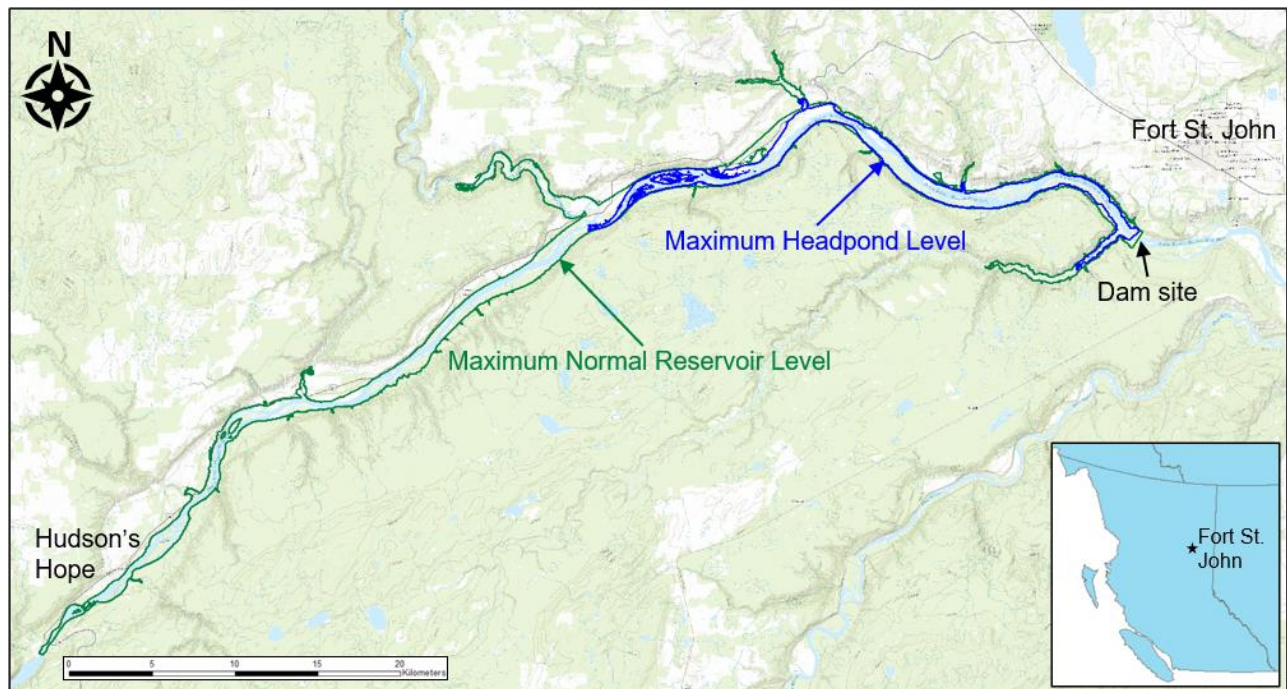 N
Fort St. John
Maximum Headpond Level
Dam site
Maximum Normal Reservoir Level
Hudson's
Hope
Fort St.
John
0 5 10 15 20
Kilometers